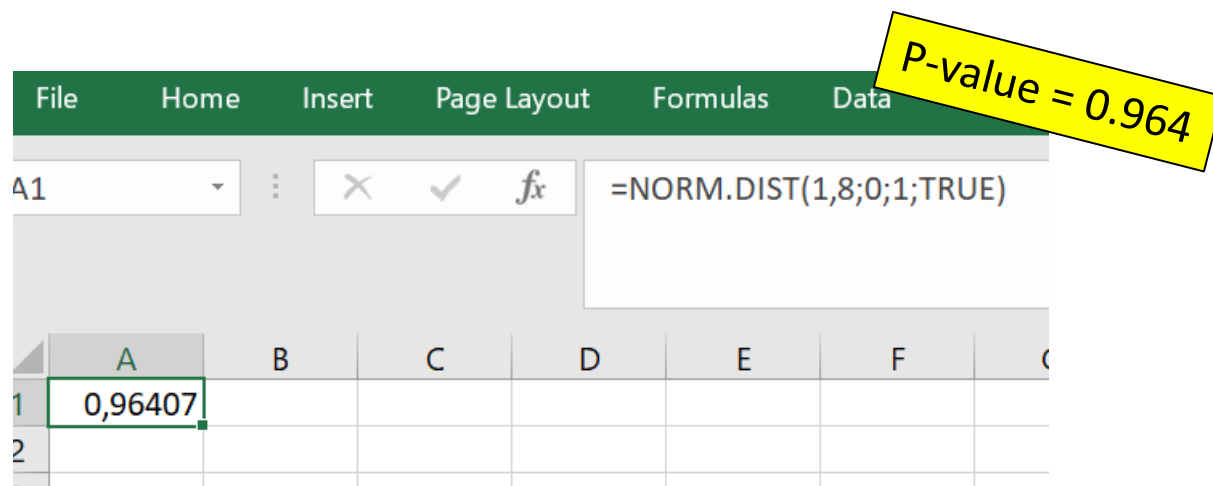 P-value = 0.964
File Home Insert Page Layout Formulas Data
A1 fx =NORM.DIST(1,8;0;1;TRUE)
A B C D E F
1 0,96407
2